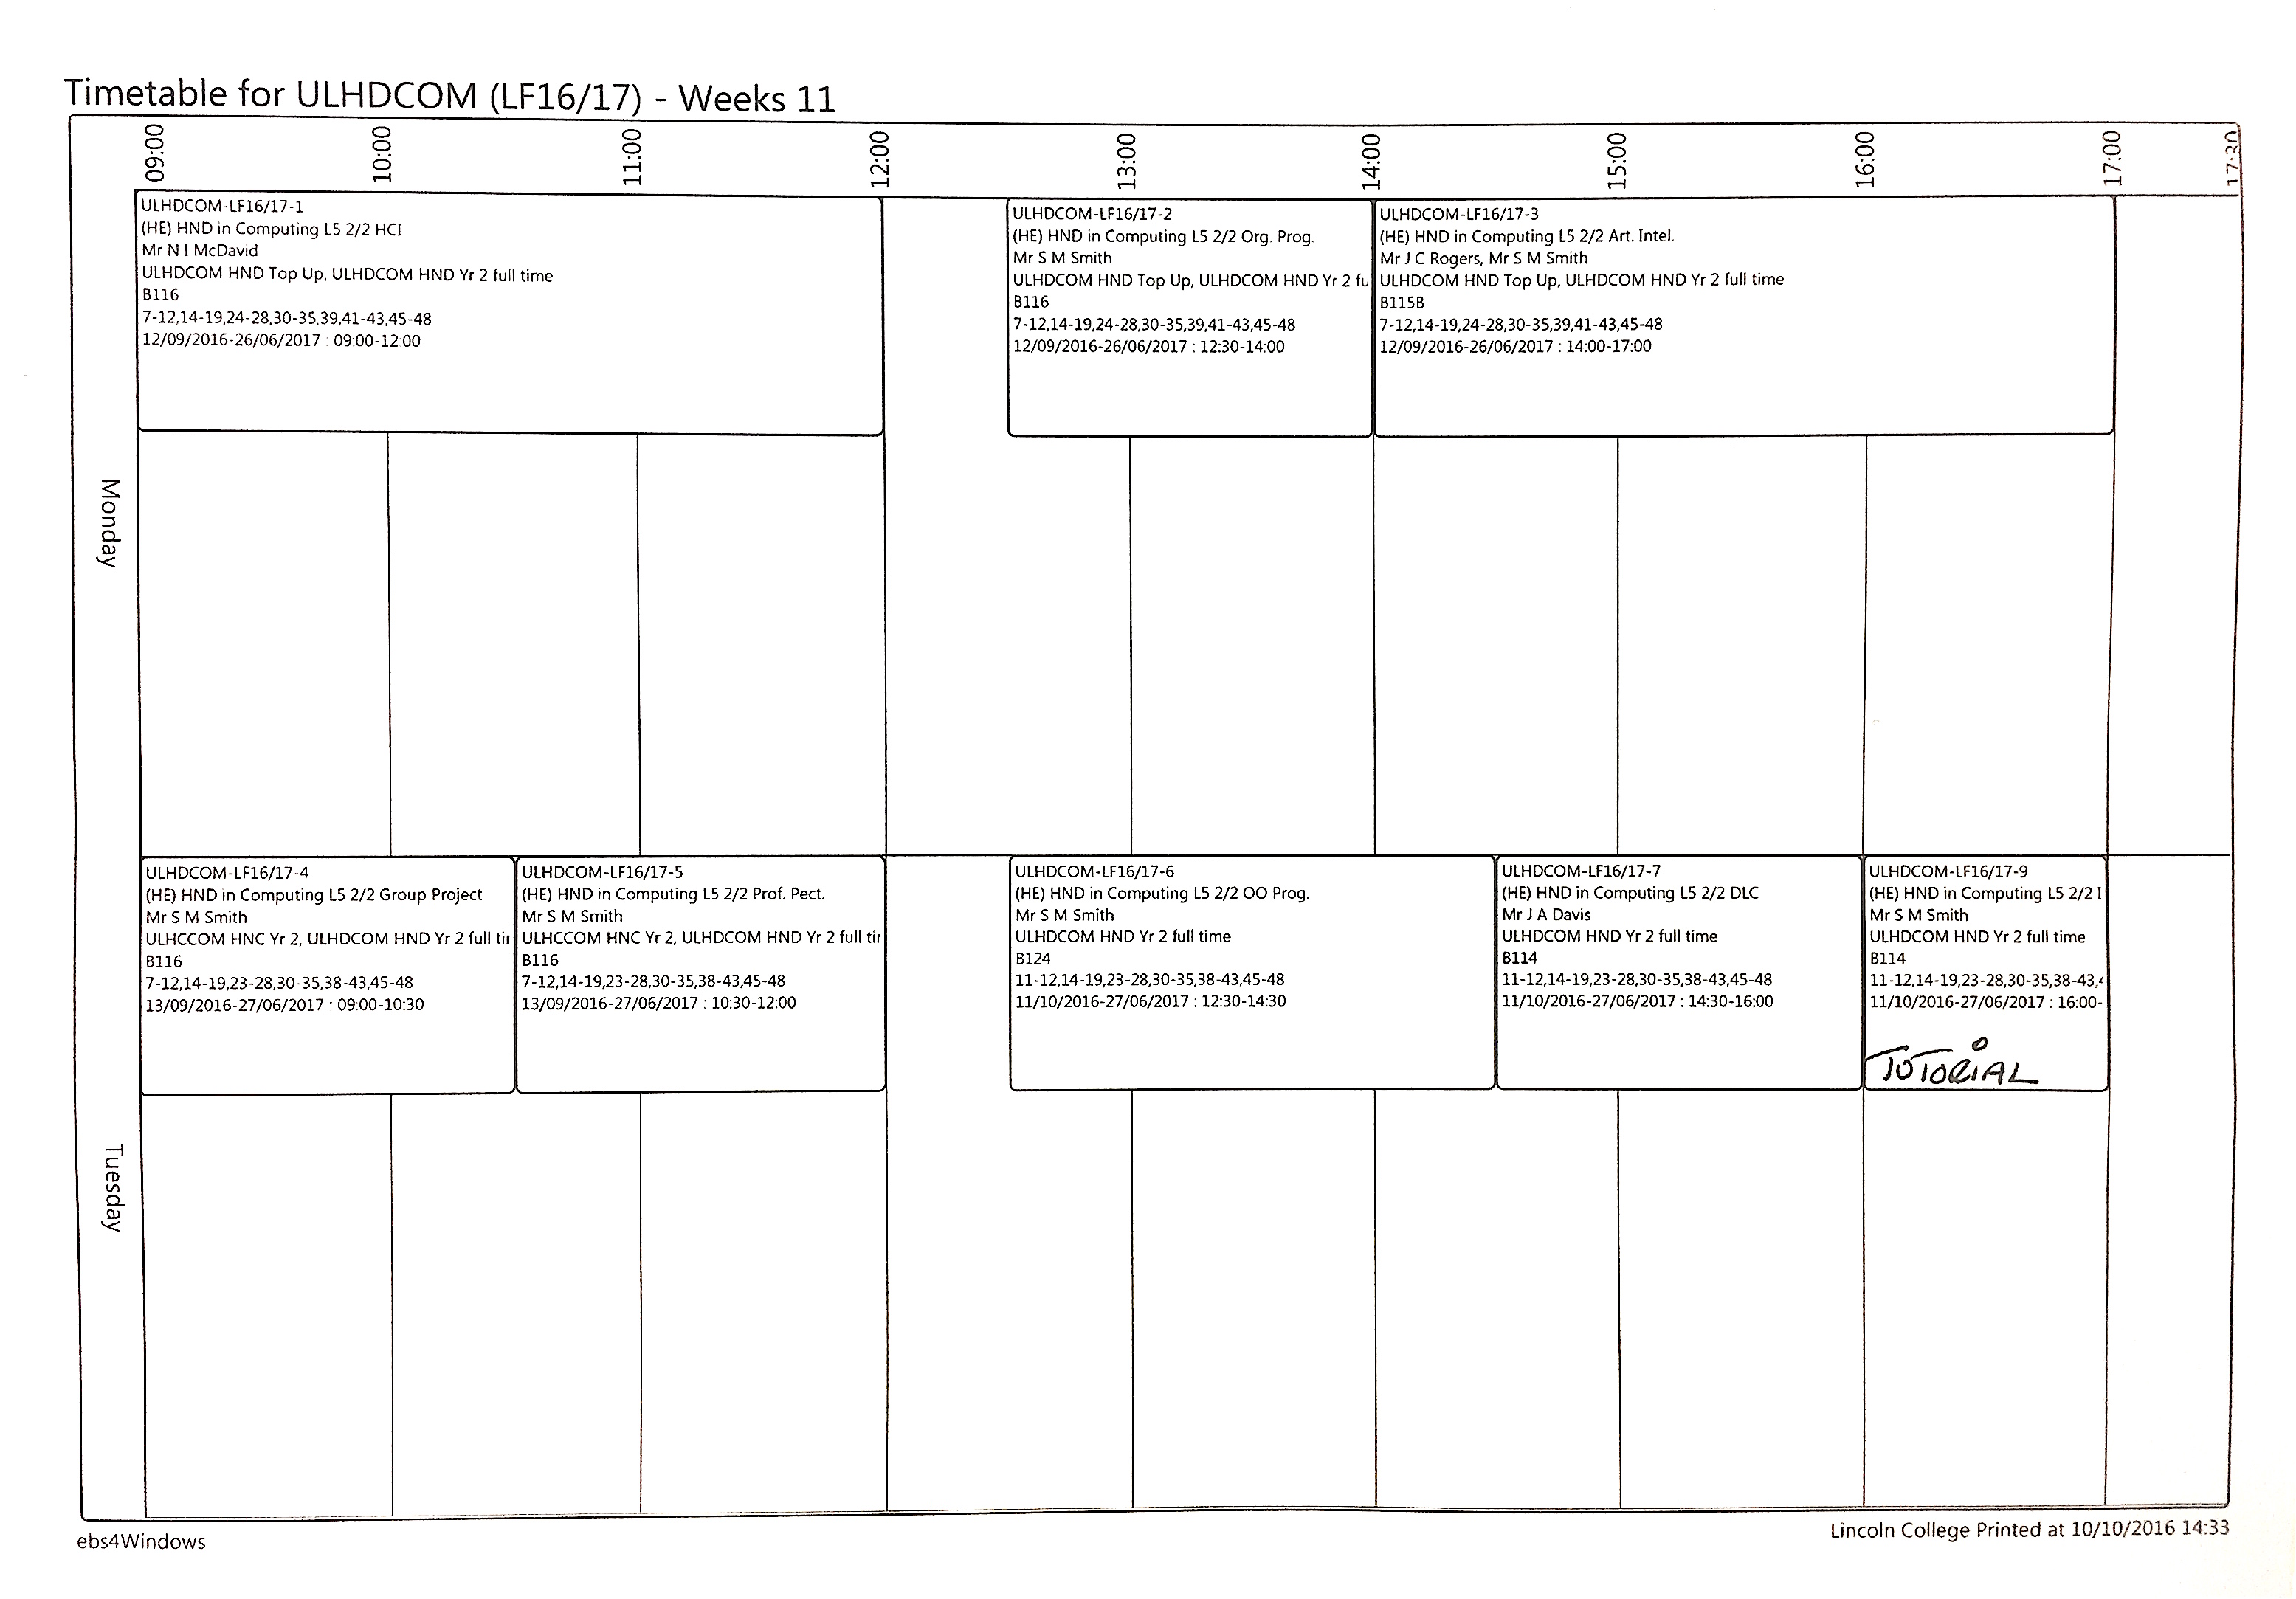 Timetable for ULHDCOM (LF16/17) - Weeks 11
09:00
10:00
11:00
12:00
13:00
14:00
15:00
16:00
17:00
17:30
Monday
ULHDCOM-LF16/17-1
(HE) HND in Computing L5 2/2 HCI
Mr N I McDavid
ULHDCOM HND Top Up, ULHDCOM HND Yr 2 full time
B116
7-12,14-19,24-28,30-35,39,41-43,45-48
12/09/2016-26/06/2017 : 09:00-12:00
ULHDCOM-LF16/17-2
(HE) HND in Computing L5 2/2 Org. Prog.
Mr S M Smith
ULHDCOM HND Top Up, ULHDCOM HND Yr 2 fu
B116
7-12,14-19,24-28,30-35,39,41-43,45-48
12/09/2016-26/06/2017 : 12:30-14:00
ULHDCOM-LF16/17-3
(HE) HND in Computing L5 2/2 Art. Intel.
Mr J C Rogers, Mr S M Smith
ULHDCOM HND Top Up, ULHDCOM HND Yr 2 full time
B115B
7-12,14-19,24-28,30-35,39,41-43,45-48
12/09/2016-26/06/2017 : 14:00-17:00
Tuesday
ULHDCOM-LF16/17-4
(HE) HND in Computing L5 2/2 Group Project
Mr S M Smith
ULHCCOM HNC Yr 2, ULHDCOM HND Yr 2 full tir
B116
7-12,14-19,23-28,30-35,38-43,45-48
13/09/2016-27/06/2017 : 09:00-10:30
ULHDCOM-LF16/17-5
(HE) HND in Computing L5 2/2 Prof. Pect.
Mr S M Smith
ULHCCOM HNC Yr 2, ULHDCOM HND Yr 2 full tir
B116
7-12,14-19,23-28,30-35,38-43,45-48
13/09/2016-27/06/2017 : 10:30-12:00
ULHDCOM-LF16/17-6
(HE) HND in Computing L5 2/2 OO Prog.
Mr S M Smith
ULHDCOM HND Yr 2 full time
B124
11-12,14-19,23-28,30-35,38-43,45-48
11/10/2016-27/06/2017 : 12:30-14:30
ULHDCOM-LF16/17-7
(HE) HND in Computing L5 2/2 DLC
Mr J A Davis
ULHDCOM HND Yr 2 full time
B114
11-12,14-19,23-28,30-35,38-43,45-48
11/10/2016-27/06/2017 : 14:30-16:00
ULHDCOM-LF16/17-9
(HE) HND in Computing L5 2/2
Mr S M Smith
ULHDCOM HND Yr 2 full time
B114
11-12,14-19,23-28,30-35,38-43,
11/10/2016-27/06/2017 : 16:00-
TUTORIAL
ebs4Windows
Lincoln College Printed at 10/10/2016 14:33